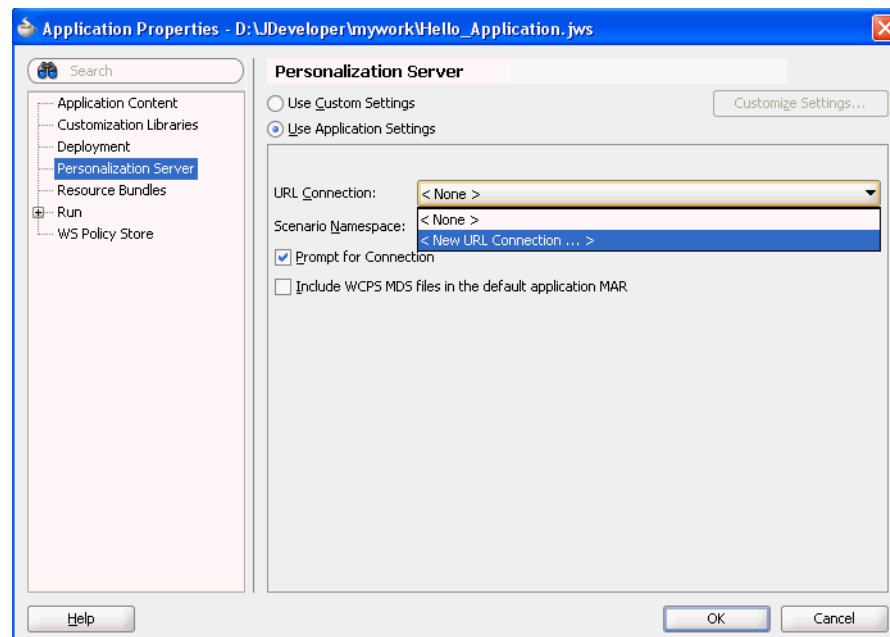 Application Properties - D:\JDeveloper\mywork\Hello_Application.jws
Search
Application Content
Customization Libraries
Deployment
Personalization Server
Resource Bundles
Run
WS Policy Store
Personalization Server
Use Custom Settings
Customize Settings...
Use Application Settings
URL Connection:
< None >
< None >
Scenario Namespace:
< New URL Connection ... >
Prompt for Connection
Include WCPS MDS files in the default application MAR
Help
OK
Cancel